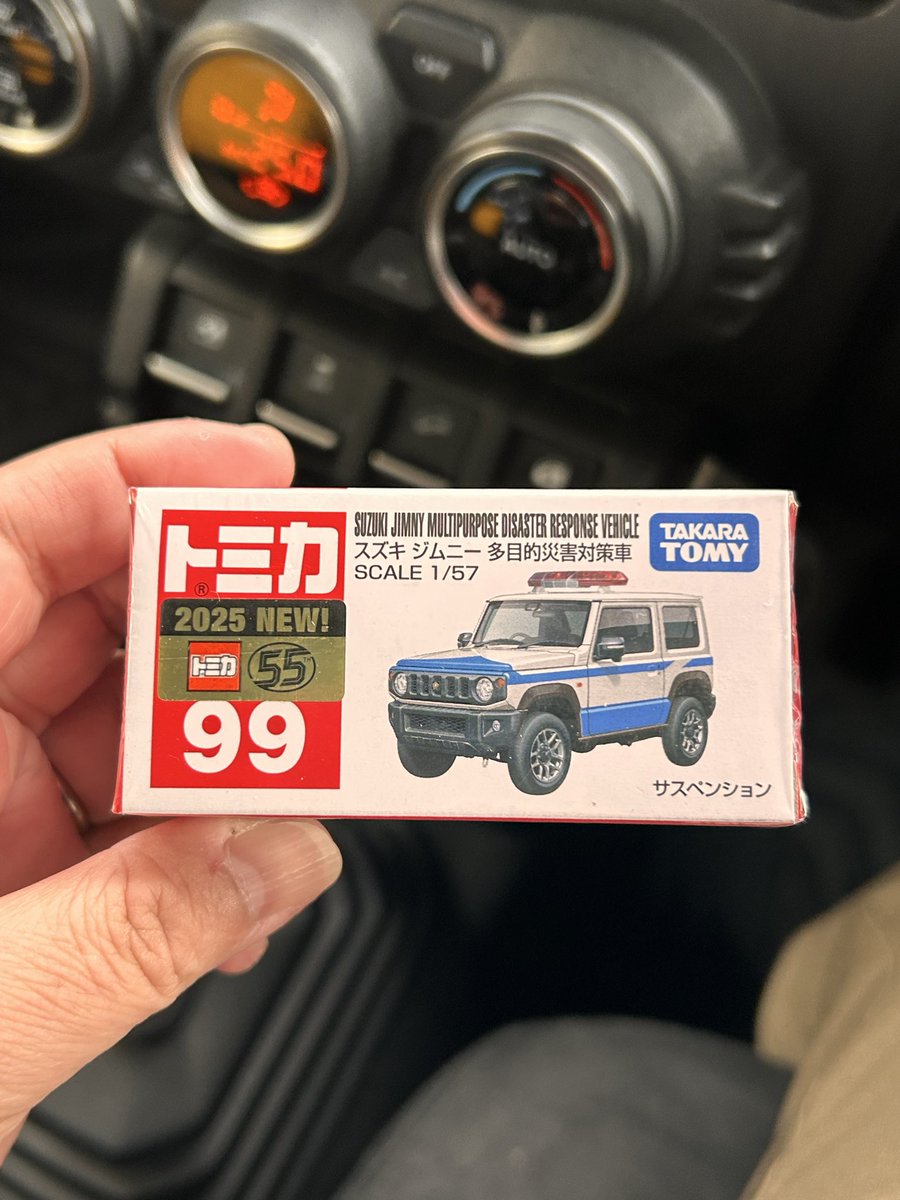 OFF
AUTO
トミカ
®
2025 NEW!
トミカ
55
99
SUZUKI JIMNY MULTIPURPOSE DISASTER RESPONSE VEHICLE
スズキ ジムニー 多目的災害対策車
SCALE 1/57
TAKARA
TOMY
サスペンション